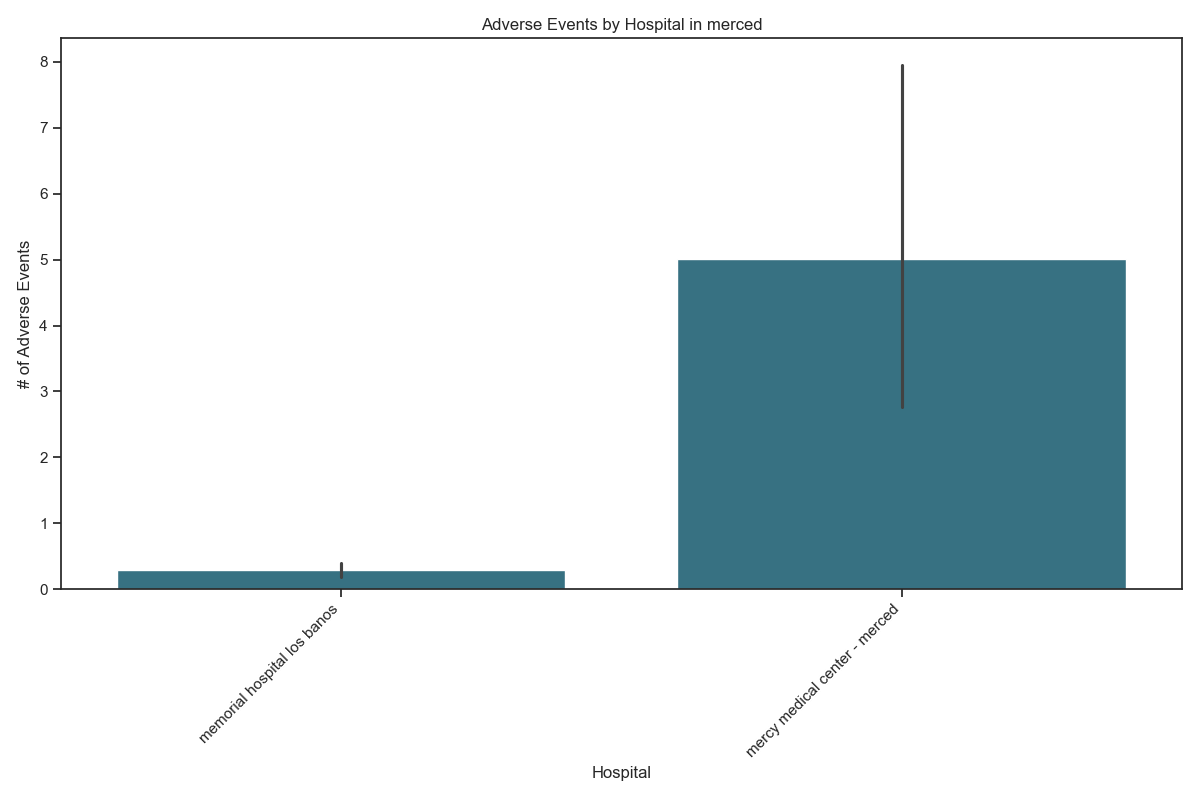 Adverse Events by Hospital in merced
# of Adverse Events
8
7
6
5
4
3
2
1
0
memorial hospital los banos
mercy medical center - merced
Hospital